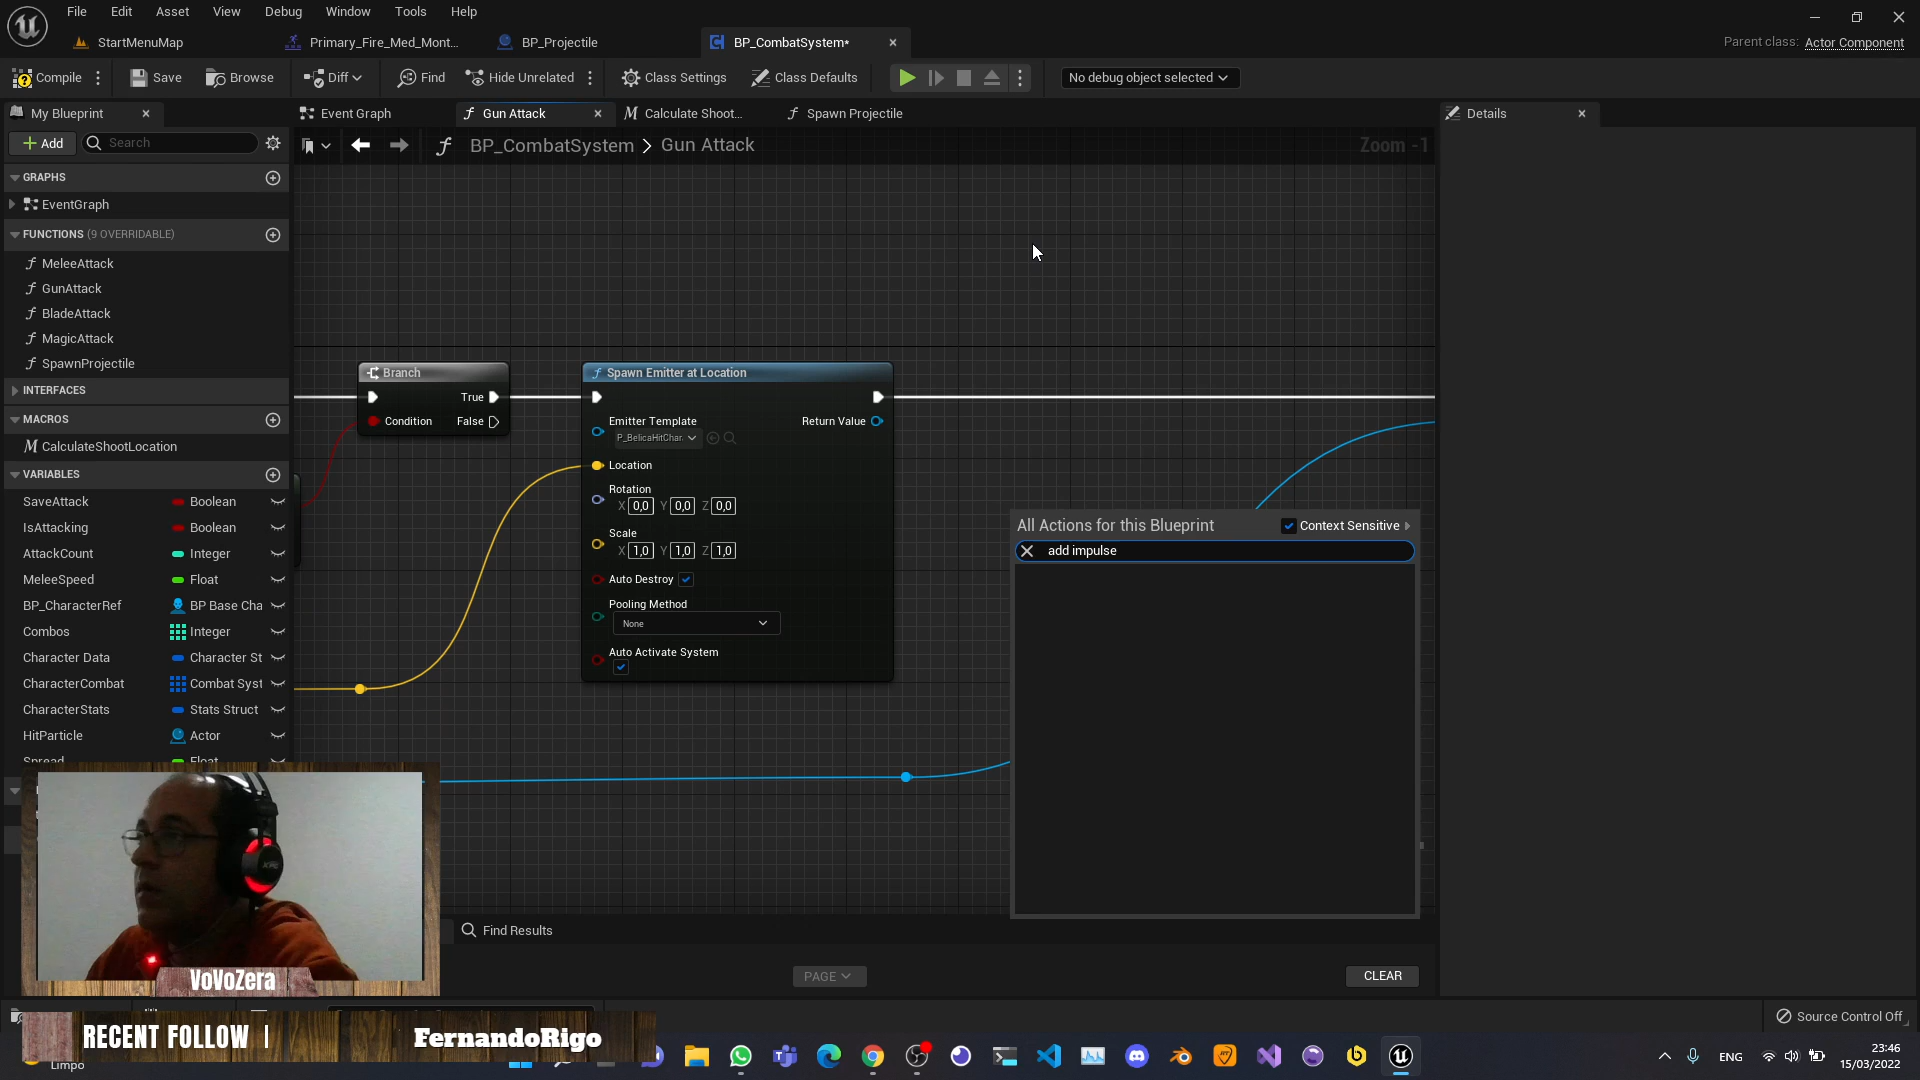 File Edit Asset View Debug Window Tools Help
StartMenuMap Primary_Fire_Med_Mont... BP_Projectile BP_CombatSystem* Parent class: Actor Component
Compile Save Browse Diff Find Hide Unrelated Class Settings Class Defaults No debug object selected
My Blueprint Event Graph Gun Attack Calculate Shoot... Spawn Projectile Details
Add Search BP_CombatSystem > Gun Attack Zoom -1
GRAPHS
EventGraph
FUNCTIONS (9 OVERRIDABLE)
MeleeAttack
GunAttack
BladeAttack
MagicAttack
SpawnProjectile
INTERFACES
MACROS
CalculateShootLocation
VARIABLES
SaveAttack Boolean
IsAttacking Boolean
AttackCount Integer
MeleeSpeed Float
BP_CharacterRef BP Base Cha
Combos Integer
Character Data Character St
CharacterCombat Combat Syst
CharacterStats Stats Struct
HitParticle Actor
Spread Float
Branch
True
Condition False
Spawn Emitter at Location
Emitter Template Return Value
P_BelicaHitChar
Location
Rotation
X 0,0 Y 0,0 Z 0,0
Scale
X 1,0 Y 1,0 Z 1,0
Auto Destroy
Pooling Method
None
Auto Activate System
All Actions for this Blueprint Context Sensitive
add impulse
Find Results
PAGE CLEAR
VoVoZera
RECENT FOLLOW | FernandoRigo
Source Control Off
Limpo
ENG 23:46
15/03/2022